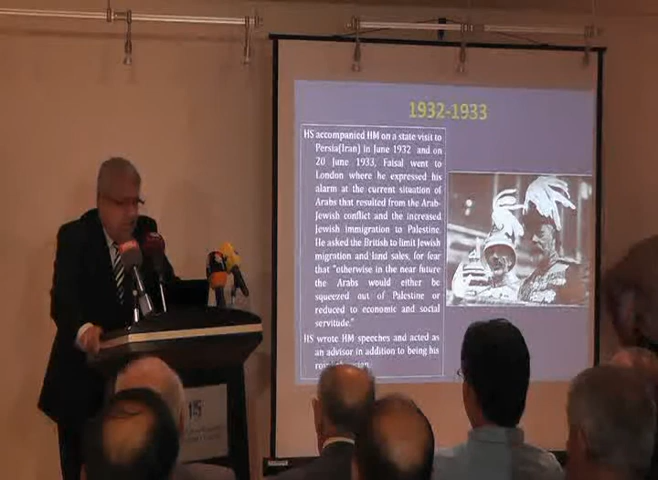 1932-1933
HS accompanied HM on a state visit to
Persia(Iran) in June 1932 and on
20 June 1933, Faisal went to
London where he expressed his
alarm at the current situation of
Arabs that resulted from the Arab-
Jewish conflict and the increased
Jewish immigration to Palestine.
He asked the British to limit Jewish
migration and land sales, for fear
that "otherwise in the near future
the Arabs would either be
squeezed out of Palestine or
reduced to economic and social
servitude."
HS wrote HM speeches and acted as
an advisor in addition to being his
15